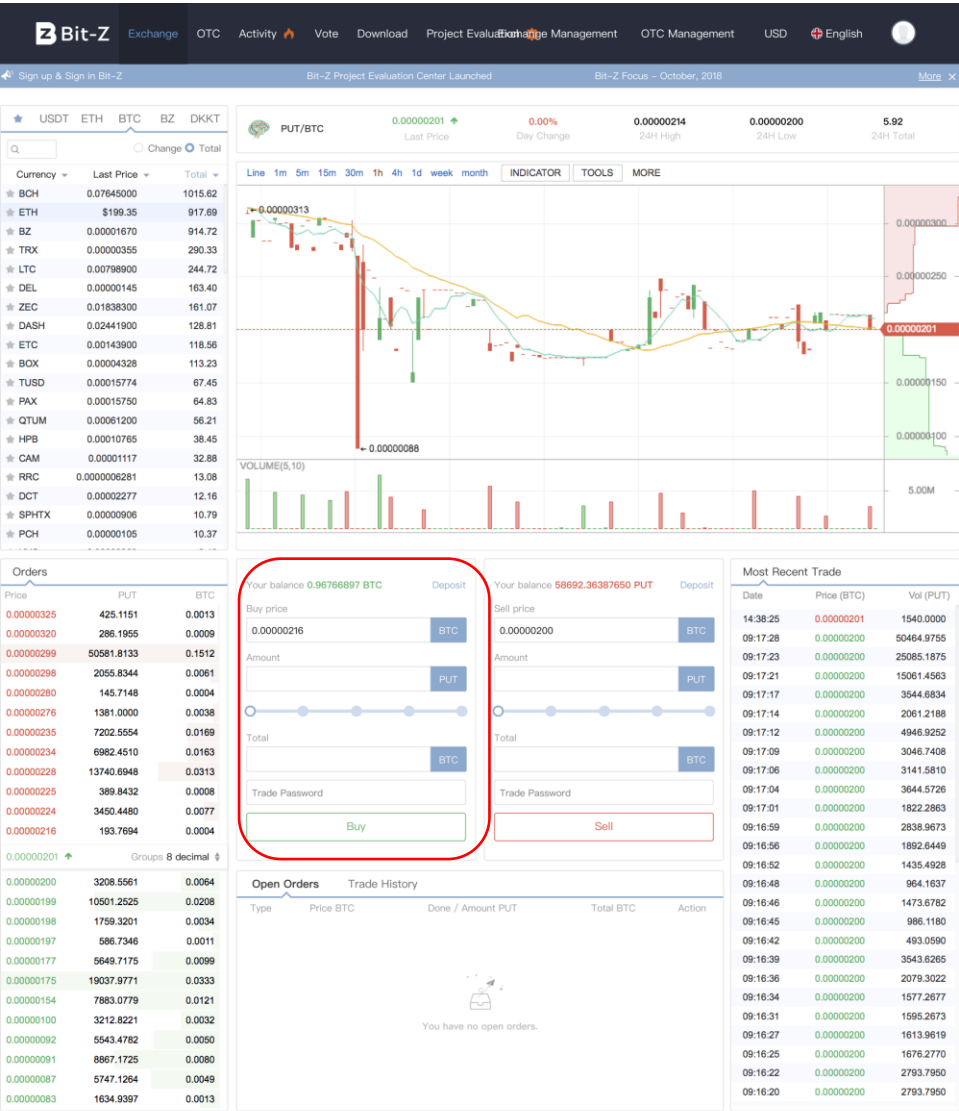 Bit-Z Exchange OTC Activity Vote Download Project Evaluation Exchange Management OTC Management USD English
Sign up & Sign in Bit-Z Bit-Z Project Evaluation Center Launched Bit-Z Focus - October, 2018 More ×
USDT ETH BTC BZ DKKT
Change Total
Currency Last Price Total
BCH 0.07645000 1015.62
ETH $199.35 917.69
BZ 0.00001670 914.72
TRX 0.00000355 290.33
LTC 0.00798900 244.72
DEL 0.00000145 163.40
ZEC 0.01838300 161.07
DASH 0.02441900 128.81
ETC 0.00143900 118.56
BOX 0.00004328 113.23
TUSD 0.00015774 67.45
PAX 0.00015750 64.83
QTUM 0.00061200 56.21
HPB 0.00010765 38.45
CAM 0.00001117 32.88
RRC 0.0000006281 13.08
DCT 0.00002277 12.16
SPHTX 0.00000906 10.79
PCH 0.00000105 10.37
PUT/BTC
0.00000201 0.00% 0.00000214 0.00000200 5.92
Last Price Day Change 24H High 24H Low 24H Total
Line 1m 5m 15m 30m 1h 4h 1d week month INDICATOR TOOLS MORE
0.00000313
0.00000300
0.00000250
0.00000201
0.00000150
0.00000100
0.00000088
VOLUME(5,10)
5.00M
Orders
Price PUT BTC
0.00000325 425.1151 0.0013
0.00000320 286.1955 0.0009
0.00000299 50581.8133 0.1512
0.00000298 2055.8344 0.0061
0.00000280 145.7148 0.0004
0.00000276 1381.0000 0.0038
0.00000235 7202.5554 0.0169
0.00000234 6982.4510 0.0163
0.00000228 13740.6948 0.0313
0.00000225 389.8432 0.0008
0.00000224 3450.4480 0.0077
0.00000216 193.7694 0.0004
0.00000201 Groups 8 decimal
0.00000200 3208.5561 0.0064
0.00000199 10501.2525 0.0208
0.00000198 1759.3201 0.0034
0.00000197 586.7346 0.0011
0.00000177 5649.7175 0.0099
0.00000175 19037.9771 0.0333
0.00000154 7883.0779 0.0121
0.00000100 3212.8221 0.0032
0.00000092 5543.4782 0.0050
0.00000091 8867.1725 0.0080
0.00000087 5747.1264 0.0049
0.00000083 1634.9397 0.0013
Your balance 0.96766897 BTC Deposit
Buy price
0.00000216 BTC
Amount
PUT
Total
BTC
Trade Password
Buy
Your balance 58692.36387650 PUT Deposit
Sell price
0.00000200 BTC
Amount
PUT
Total
BTC
Trade Password
Sell
Open Orders Trade History
Type Price BTC Done / Amount PUT Total BTC Action
You have no open orders.
Most Recent Trade
Date Price (BTC) Vol (PUT)
14:38:25 0.00000201 1540.0000
09:17:28 0.00000200 50464.9755
09:17:23 0.00000200 25085.1875
09:17:21 0.00000200 15061.4563
09:17:17 0.00000200 3544.6834
09:17:14 0.00000200 2061.2188
09:17:12 0.00000200 4946.9252
09:17:09 0.00000200 3046.7408
09:17:06 0.00000200 3141.5810
09:17:04 0.00000200 3644.5726
09:17:01 0.00000200 1822.2863
09:16:59 0.00000200 2838.9673
09:16:56 0.00000200 1892.6449
09:16:52 0.00000200 1435.4928
09:16:48 0.00000200 964.1637
09:16:46 0.00000200 1473.6782
09:16:45 0.00000200 986.1180
09:16:42 0.00000200 493.0590
09:16:39 0.00000200 3543.6265
09:16:36 0.00000200 2079.3022
09:16:34 0.00000200 1577.2677
09:16:31 0.00000200 1595.2673
09:16:27 0.00000200 1613.9619
09:16:25 0.00000200 1676.2770
09:16:22 0.00000200 2793.7950
09:16:20 0.00000200 2793.7950